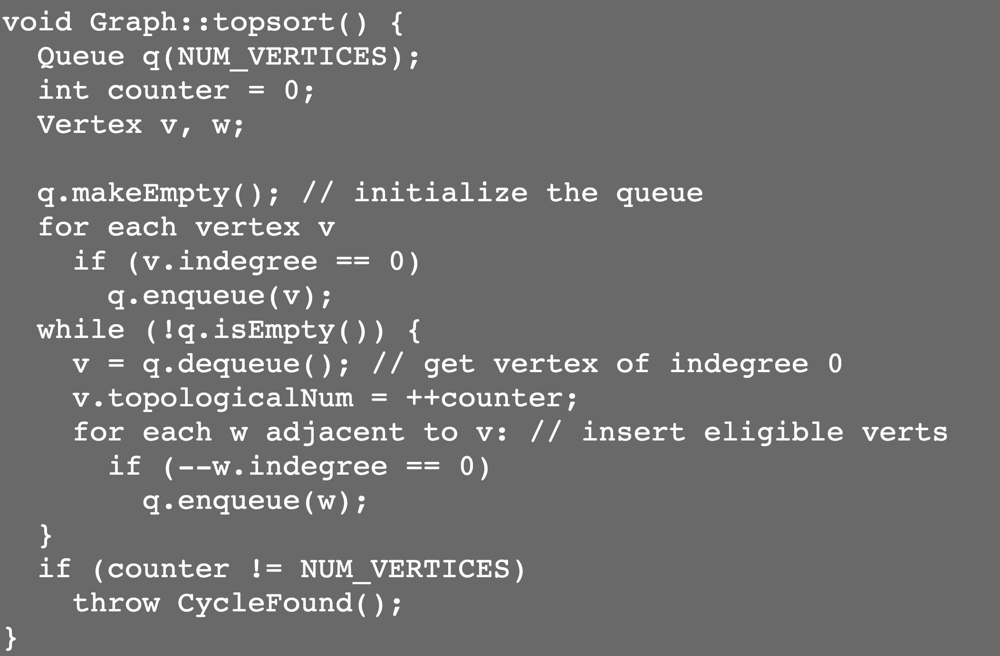 void Graph::topsort() {
  Queue q(NUM_VERTICES);
  int counter = 0;
  Vertex v, w;

  q.makeEmpty(); // initialize the queue
  for each vertex v
    if (v.indegree == 0)
      q.enqueue(v);
  while (!q.isEmpty()) {
    v = q.dequeue(); // get vertex of indegree 0
    v.topologicalNum = ++counter;
    for each w adjacent to v: // insert eligible verts
      if (--w.indegree == 0)
        q.enqueue(w);
  }
  if (counter != NUM_VERTICES)
    throw CycleFound();
}